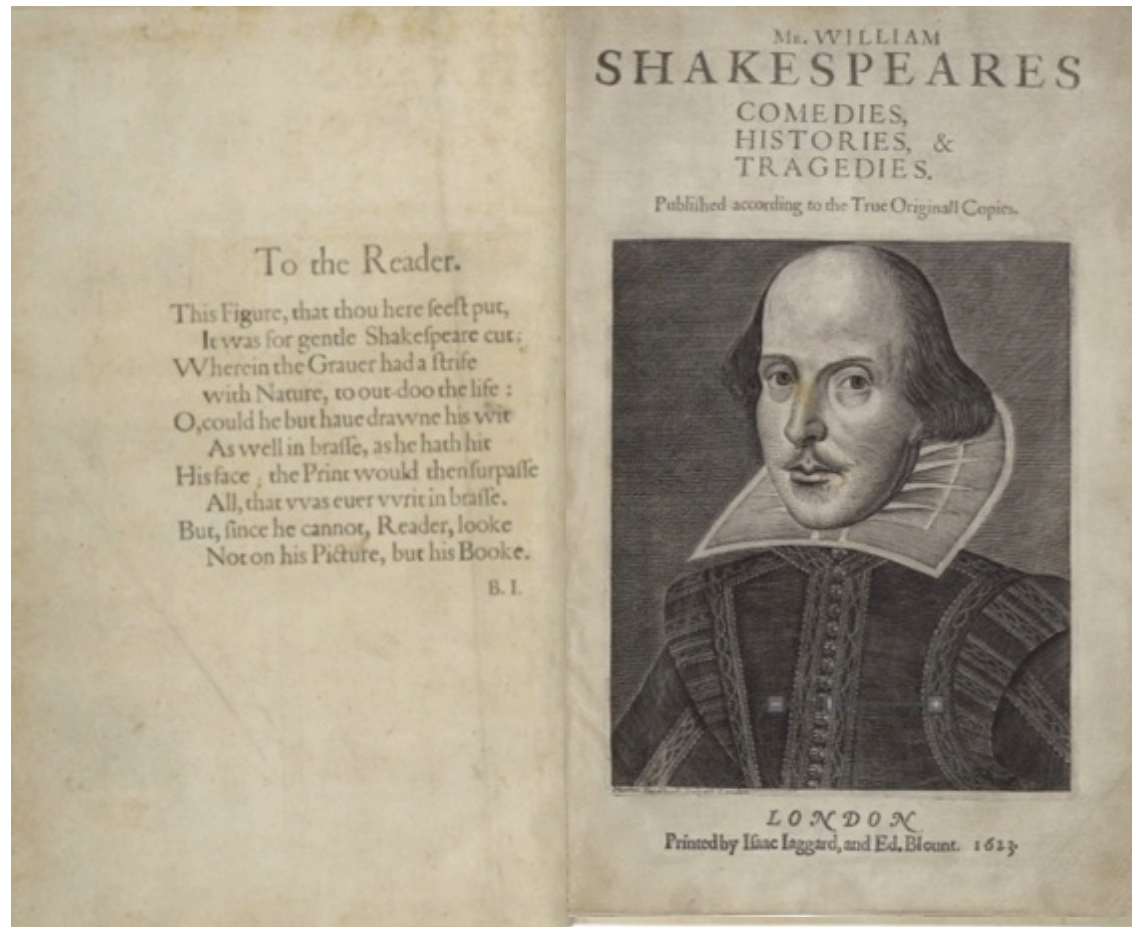 To the Reader.
This Figure, that thou here ſeeſt put,
It was for gentle Shakeſpeare cut;
VVherein the Grauer had a ſtrife
with Nature, to out-doo the life :
O,could he but haue dravvne his vvit
As well in braſſe, as he hath hit
His face ; the Print would then ſurpaſſe
All, that vvas euer vvrit in braſſe.
But, ſince he cannot, Reader, looke
Not on his Picture, but his Booke.
B. I.
Mr. WILLIAM
SHAKESPEARES
COMEDIES,
HISTORIES, &
TRAGEDIES.
Publiſhed according to the True Originall Copies.
LONDON
Printed by Iſaac Iaggard, and Ed. Blount. 1623.